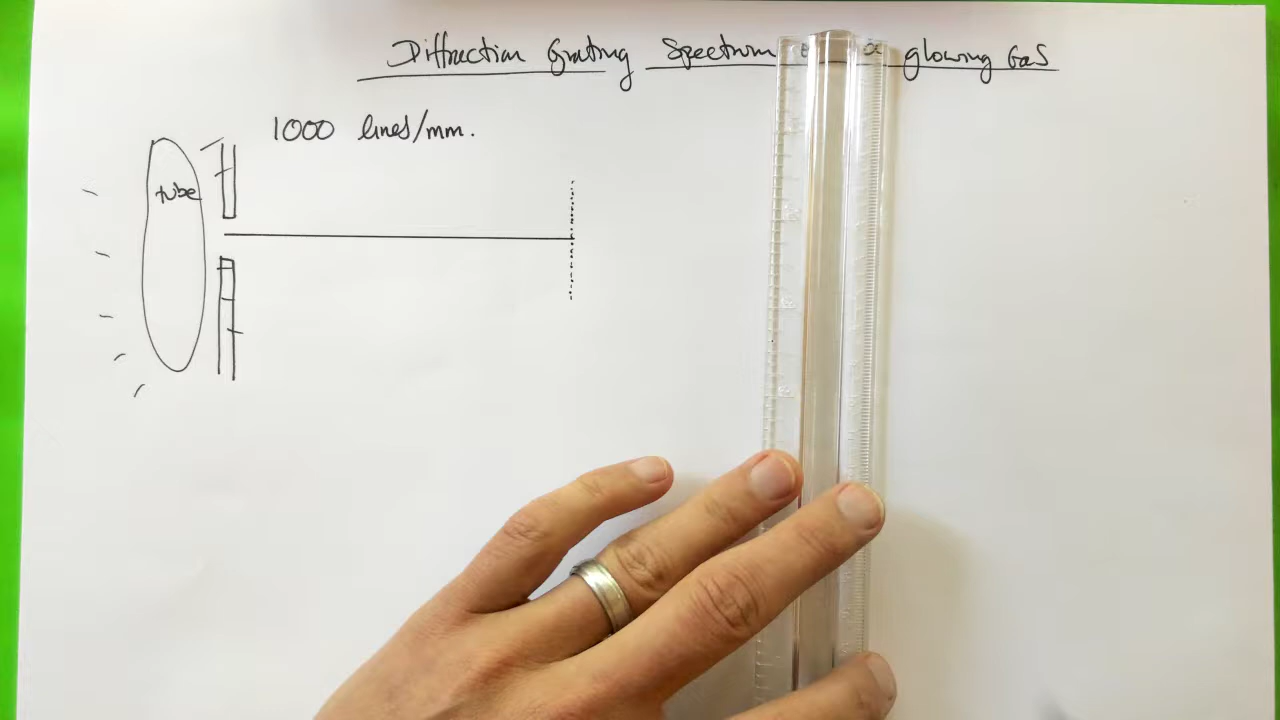 Diffraction Grating Spectrum glowing Gas
1000 lines/mm.
tube